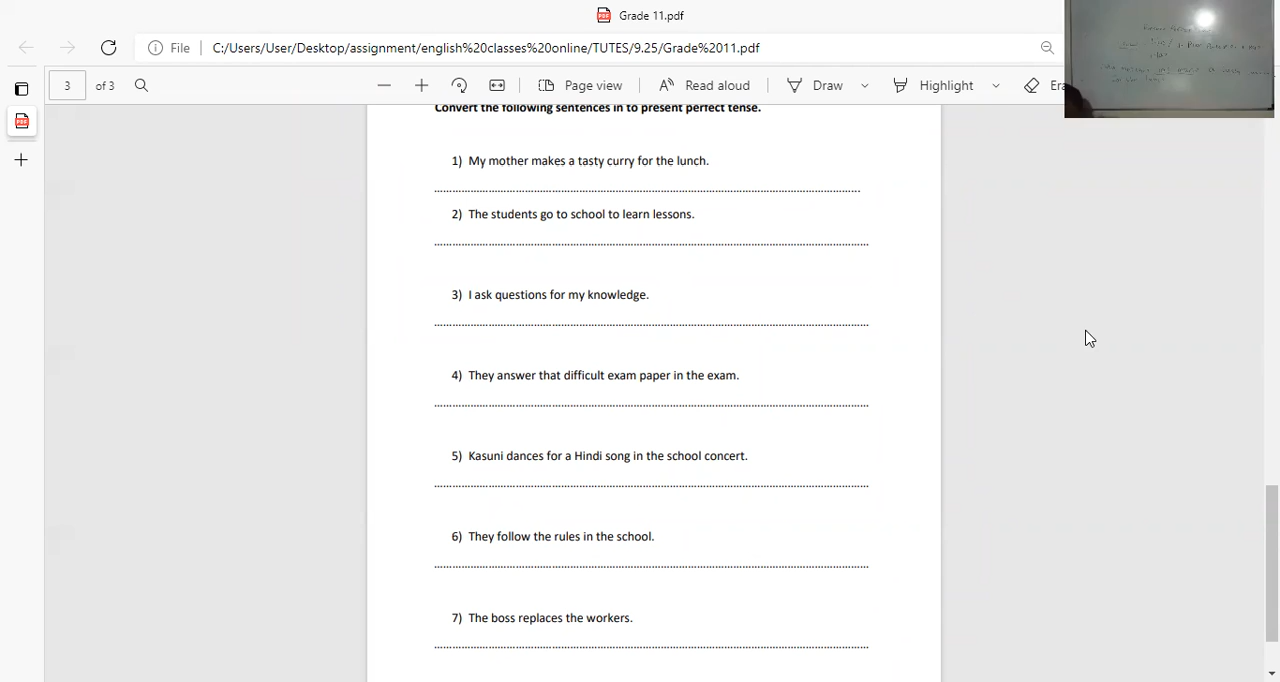 Grade 11.pdf
File
C:/Users/User/Desktop/assignment/english%20classes%20online/TUTES/9.25/Grade%2011.pdf
3 of 3
Page view
Read aloud
Draw
Highlight
Era
Convert the following sentences in to present perfect tense.
1) My mother makes a tasty curry for the lunch.
2) The students go to school to learn lessons.
3) I ask questions for my knowledge.
4) They answer that difficult exam paper in the exam.
5) Kasuni dances for a Hindi song in the school concert.
6) They follow the rules in the school.
7) The boss replaces the workers.